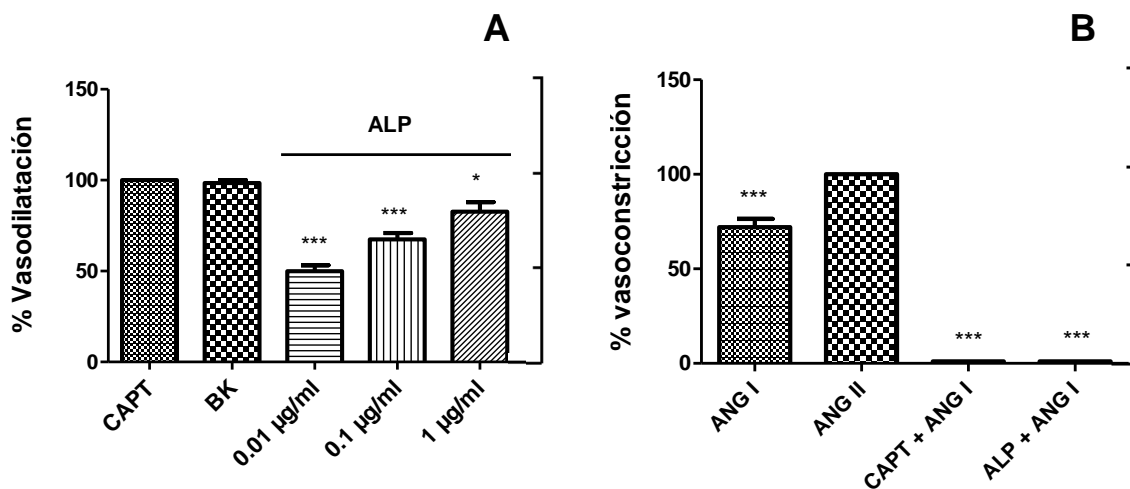 A
% Vasodilatación
150
100
50
0
ALP
***
***
*
CAPT
BK
0.01 µg/ml
0.1 µg/ml
1 µg/ml
B
% vasoconstricción
150
100
50
0
***
***
***
ANG I
ANG II
CAPT + ANG I
ALP + ANG I